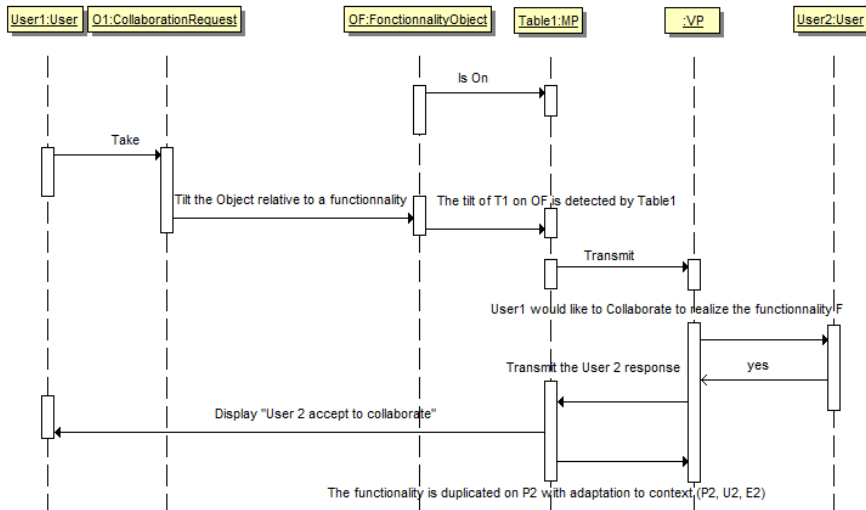 User1:User
O1:CollaborationRequest
OF:FonctionnalityObject
Table1:MP
:VP
User2:User
Is On
Take
Tilt the Object relative to a functionnality
The tilt of T1 on OF is detected by Table1
Transmit
User1 would like to Collaborate to realize the functionnality F
Transmit the User 2 response
yes
Display "User 2 accept to collaborate"
The functionality is duplicated on P2 with adaptation to context (P2, U2, E2)